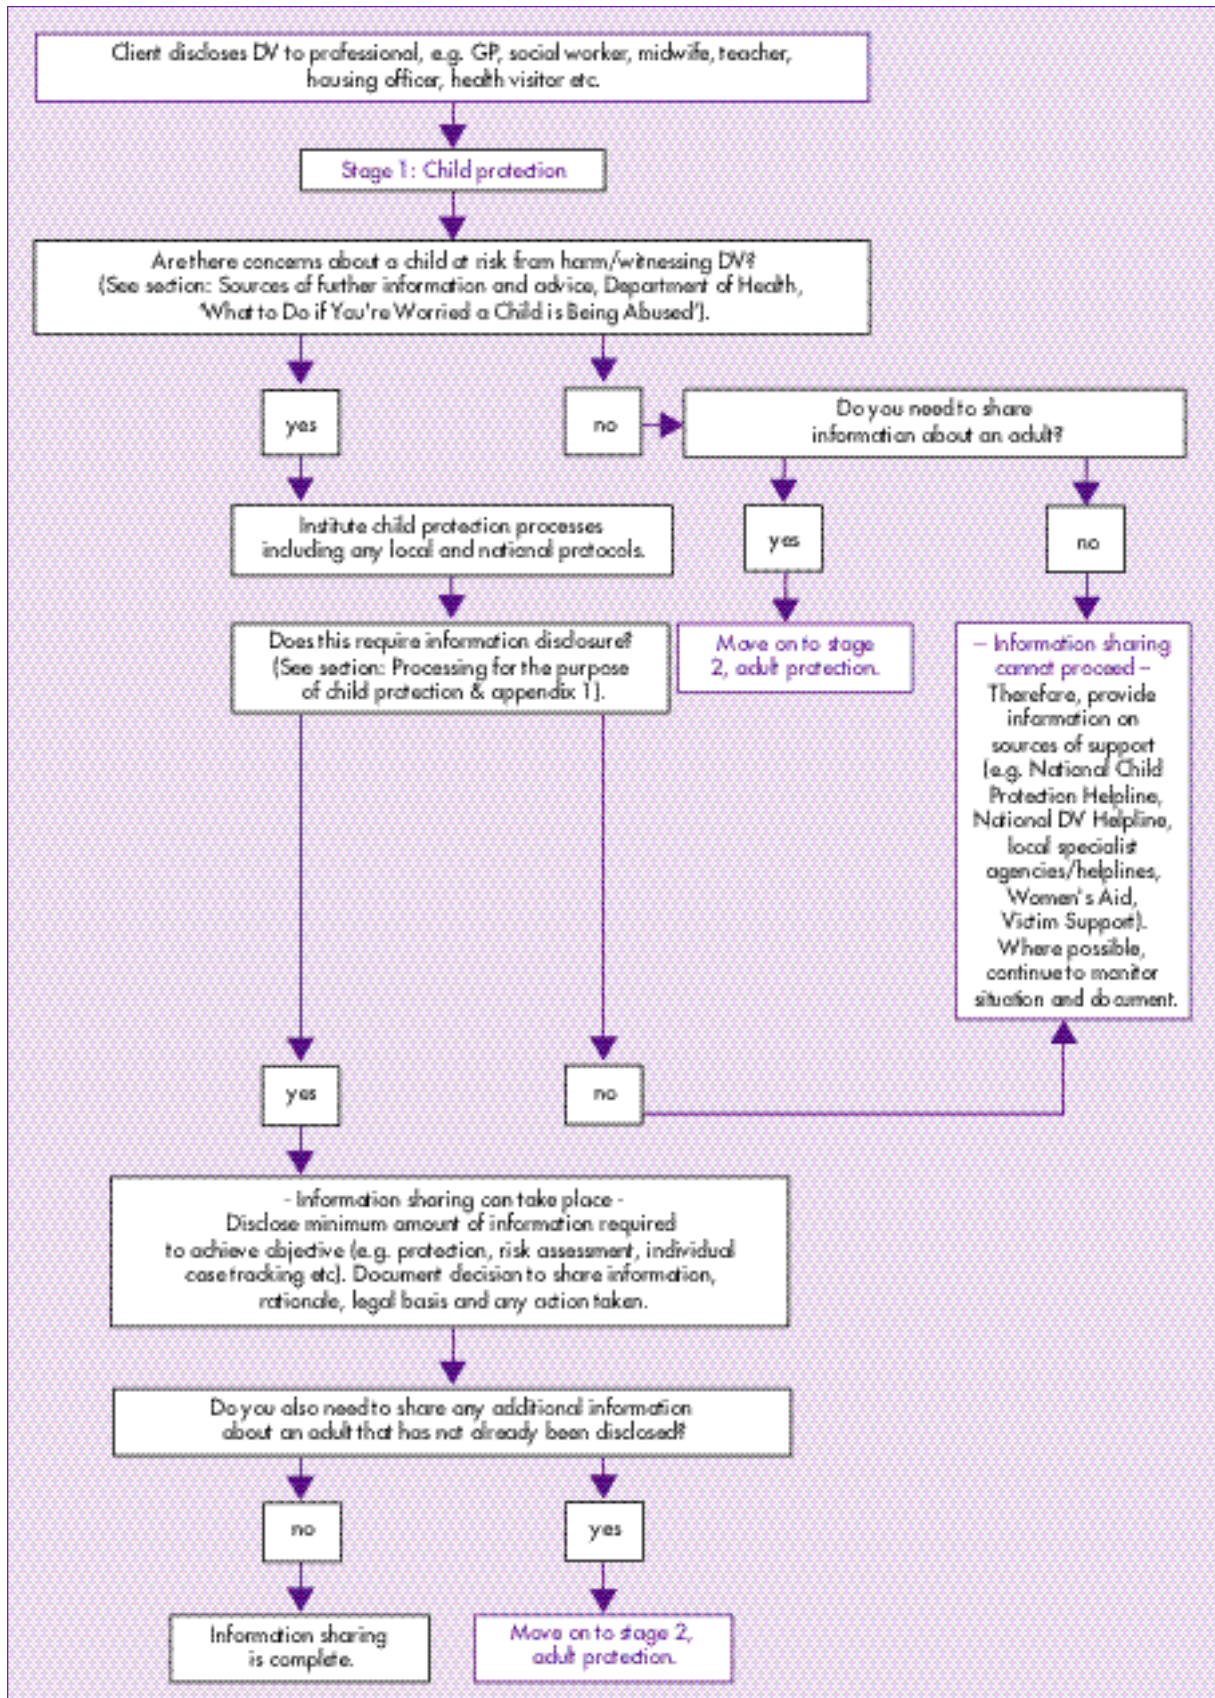 Client discloses DV to professional, e.g. GP, social worker, midwife, teacher,
housing officer, health visitor etc.
Stage 1: Child protection
Are there concerns about a child at risk from harm/witnessing DV?
(See section: Sources of further information and advice, Department of Health,
'What to Do if You're Worried a Child is Being Abused').
yes
no
Do you need to share
information about an adult?
Institute child protection processes
including any local and national protocols.
yes
no
Does this require information disclosure?
(See section: Processing for the purpose
of child protection & appendix 1).
Move on to stage
2, adult protection.
– Information sharing
cannot proceed –
Therefore, provide
information on
sources of support
(e.g. National Child
Protection Helpline,
National DV Helpline,
local specialist
agencies/helplines,
Women's Aid,
Victim Support).
Where possible,
continue to monitor
situation and document.
yes
no
- Information sharing can take place -
Disclose minimum amount of information required
to achieve objective (e.g. protection, risk assessment, individual
case tracking etc). Document decision to share information,
rationale, legal basis and any action taken.
Do you also need to share any additional information
about an adult that has not already been disclosed?
no
yes
Information sharing
is complete.
Move on to stage 2,
adult protection.